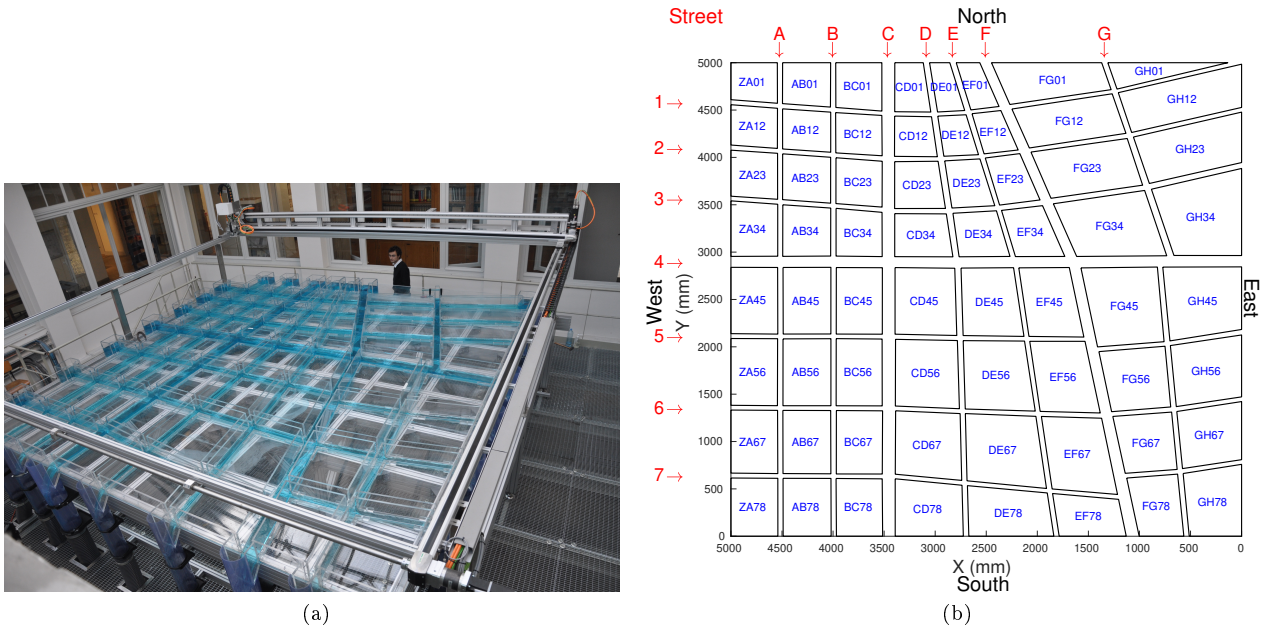 Street
North
A B C D E F G
5000
ZA01 AB01 BC01 CD01 DE01 EF01 FG01 GH01
1→
4500
ZA12 AB12 BC12 CD12 DE12 EF12 FG12 GH12
2→
4000
ZA23 AB23 BC23 CD23 DE23 EF23 FG23 GH23
3→
3500
ZA34 AB34 BC34 CD34 DE34 EF34 FG34 GH34
3000
4→
West
Y (mm)
East
2500
ZA45 AB45 BC45 CD45 DE45 EF45 FG45 GH45
5→
2000
ZA56 AB56 BC56 CD56 DE56 EF56 FG56 GH56
1500
6→
1000
ZA67 AB67 BC67 CD67 DE67 EF67 FG67 GH67
7→
500
ZA78 AB78 BC78 CD78 DE78 EF78 FG78 GH78
0
5000 4500 4000 3500 3000 2500 2000 1500 1000 500 0
X (mm)
South
(a) (b)